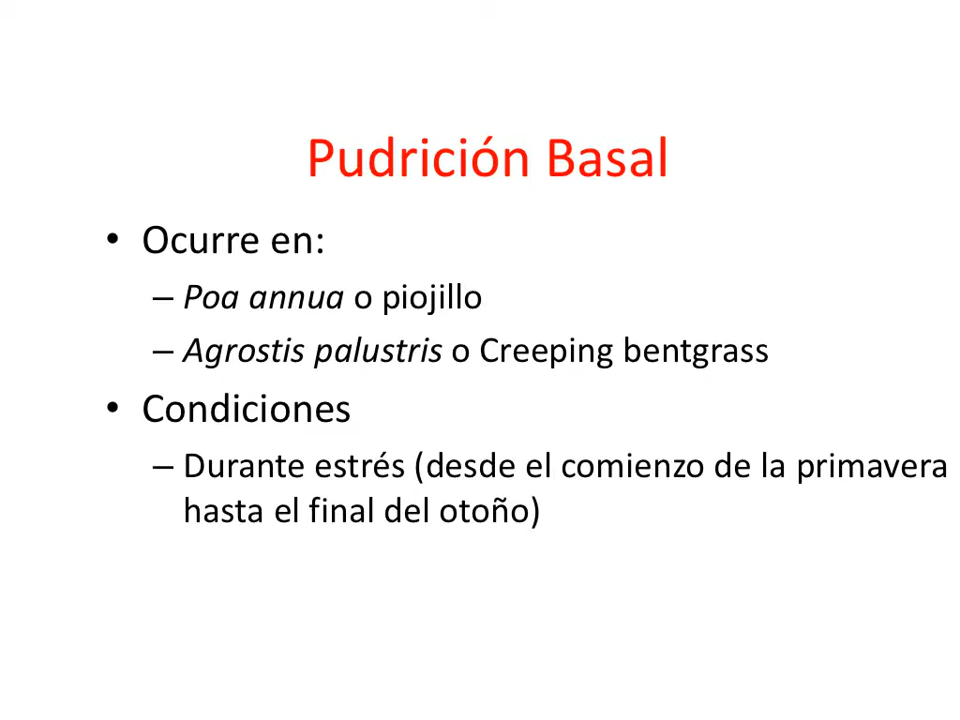 Pudrición Basal
• Ocurre en:
– Poa annua o piojillo
– Agrostis palustris o Creeping bentgrass
• Condiciones
– Durante estrés (desde el comienzo de la primavera
hasta el final del otoño)